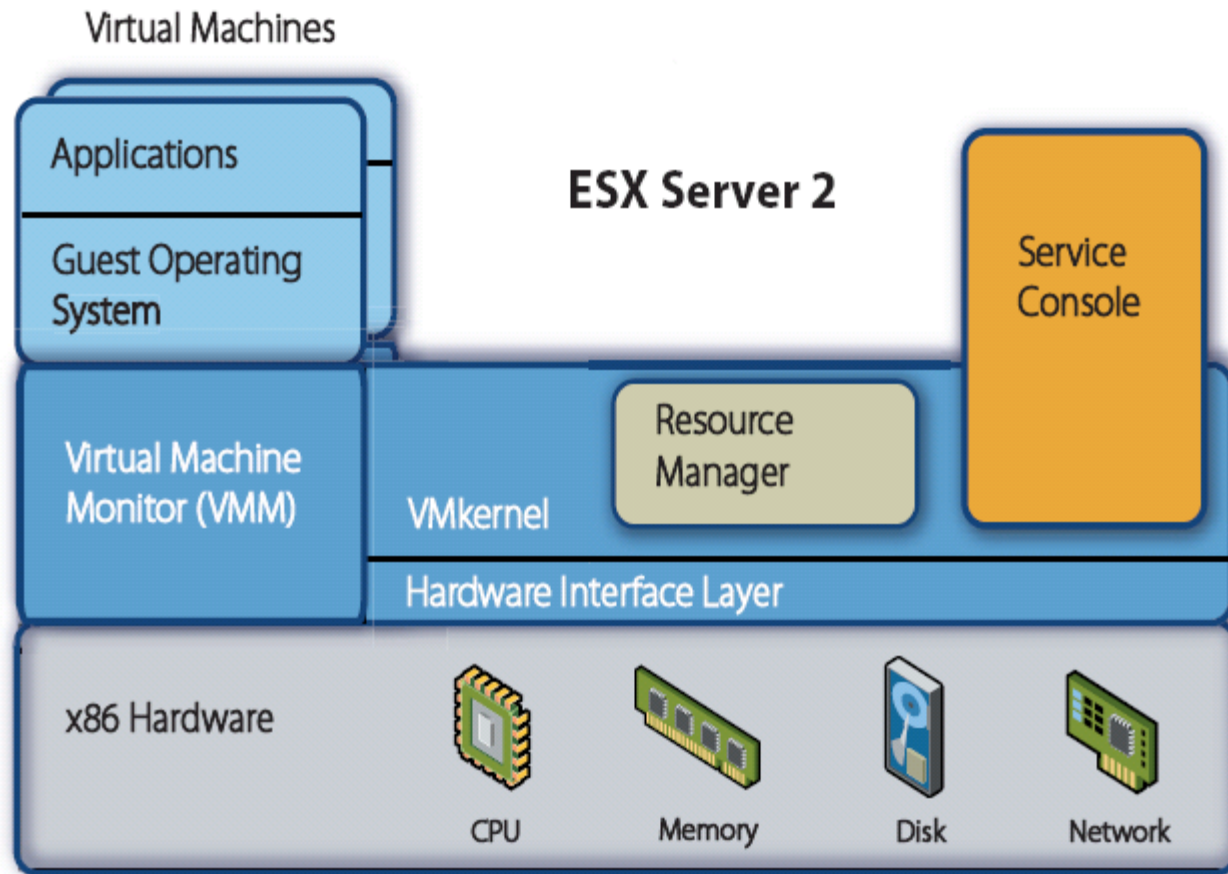 Virtual Machines
Applications
Guest Operating
System
ESX Server 2
Service
Console
Virtual Machine
Monitor (VMM)
VMkernel
Resource
Manager
Hardware Interface Layer
x86 Hardware
CPU
Memory
Disk
Network